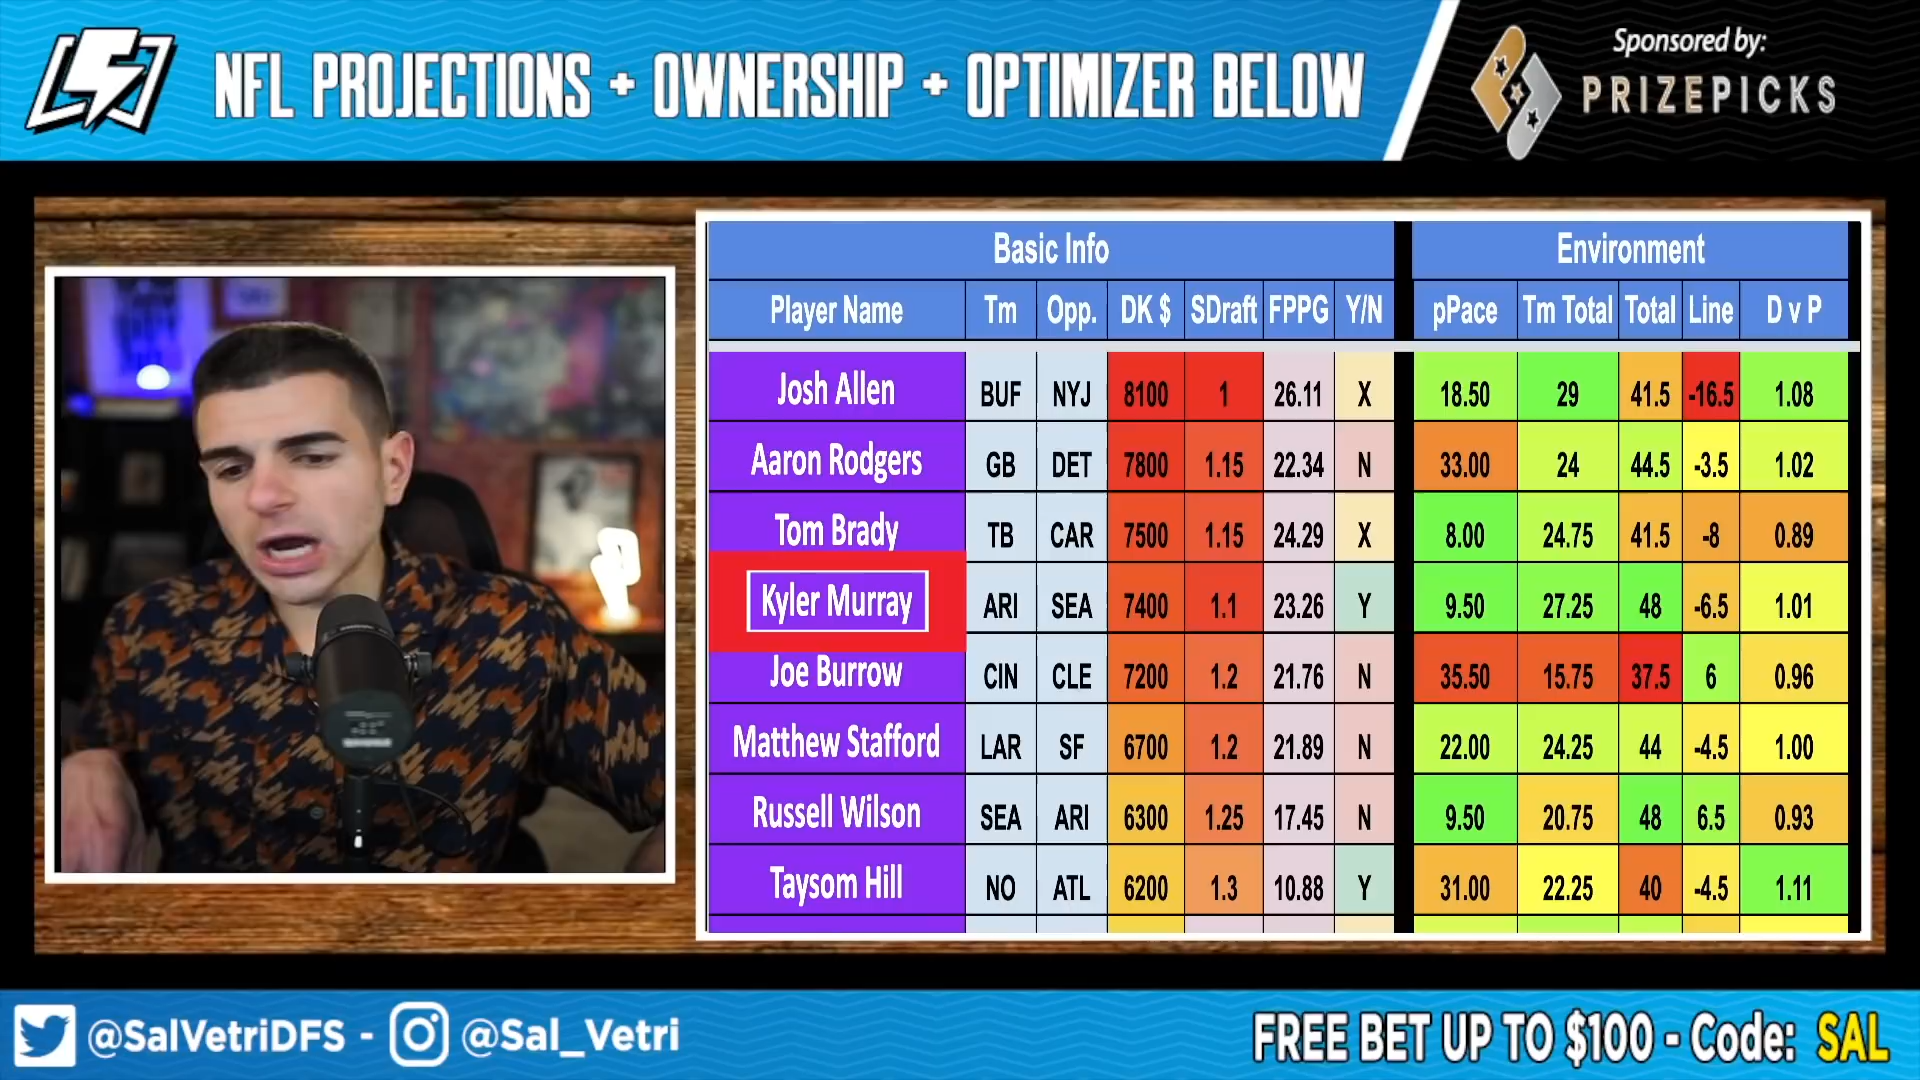 NFL PROJECTIONS + OWNERSHIP + OPTIMIZER BELOW
Sponsored by:
PRIZEPICKS
Basic Info Environment
Player Name Tm Opp. DK $ SDraft FPPG Y/N pPace Tm Total Total Line D v P
Josh Allen BUF NYJ 8100 1 26.11 X 18.50 29 41.5 -16.5 1.08
Aaron Rodgers GB DET 7800 1.15 22.34 N 33.00 24 44.5 -3.5 1.02
Tom Brady TB CAR 7500 1.15 24.29 X 8.00 24.75 41.5 -8 0.89
Kyler Murray ARI SEA 7400 1.1 23.26 Y 9.50 27.25 48 -6.5 1.01
Joe Burrow CIN CLE 7200 1.2 21.76 N 35.50 15.75 37.5 6 0.96
Matthew Stafford LAR SF 6700 1.2 21.89 N 22.00 24.25 44 -4.5 1.00
Russell Wilson SEA ARI 6300 1.25 17.45 N 9.50 20.75 48 6.5 0.93
Taysom Hill NO ATL 6200 1.3 10.88 Y 31.00 22.25 40 -4.5 1.11
@SalVetriDFS - @Sal_Vetri
FREE BET UP TO $100 - Code: SAL